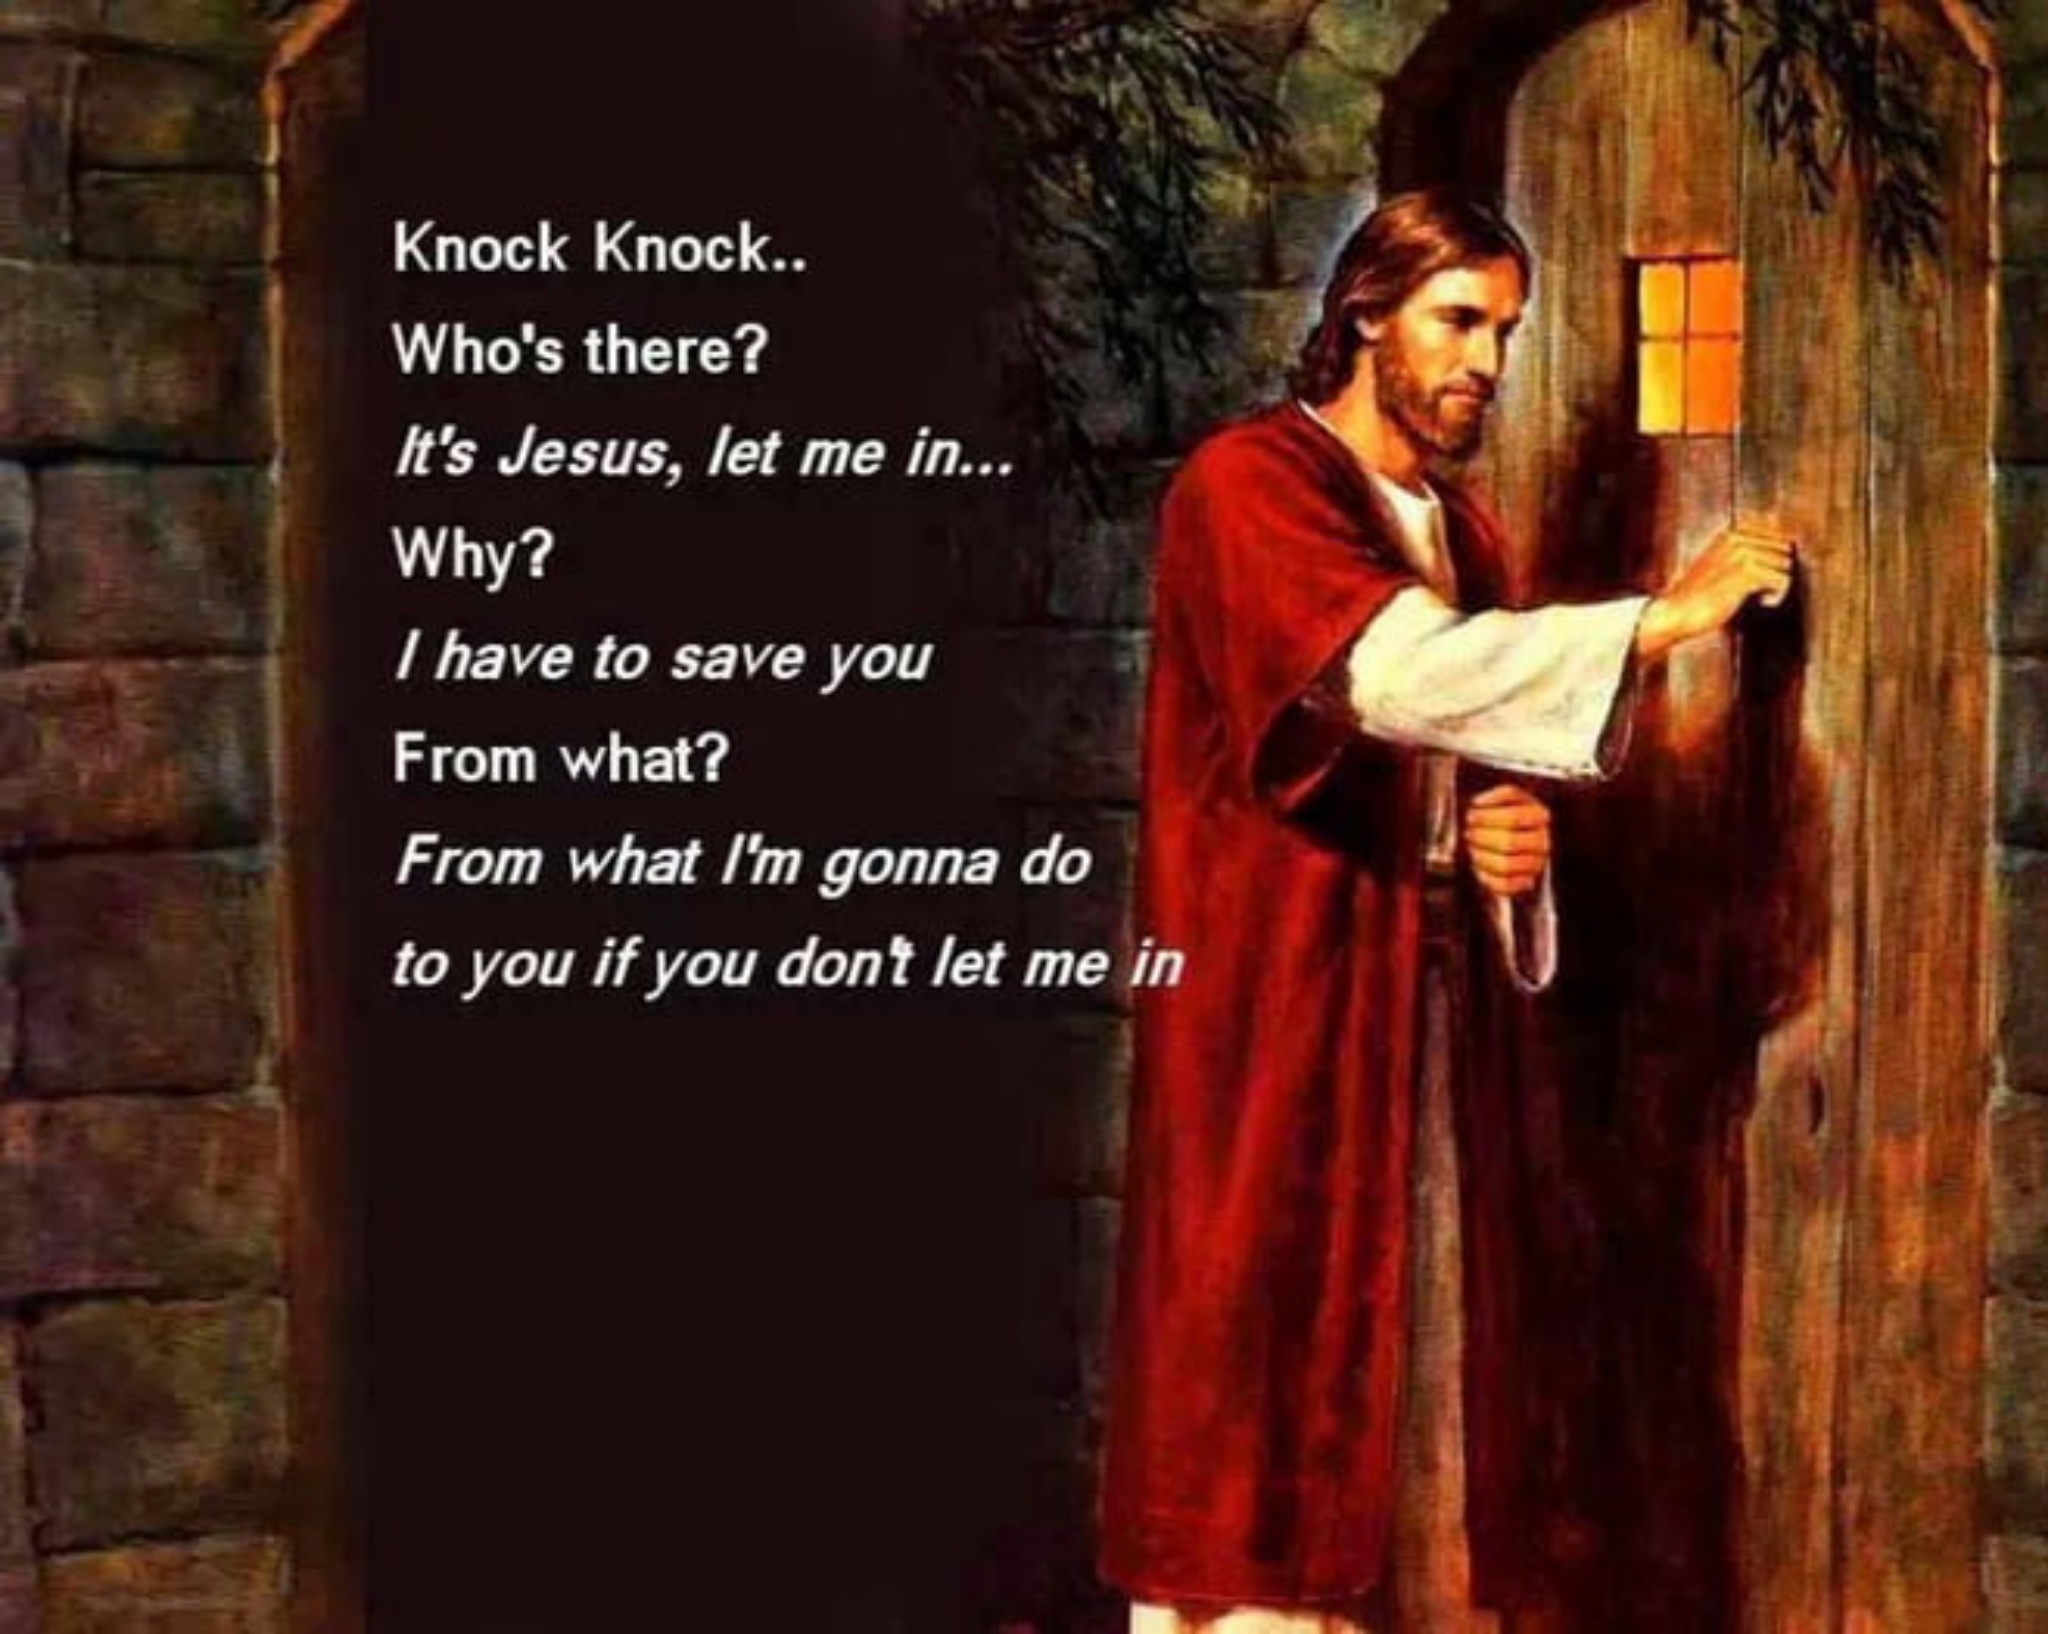 Knock Knock..
Who's there?
It's Jesus, let me in...
Why?
I have to save you
From what?
From what I'm gonna do
to you if you don't let me in